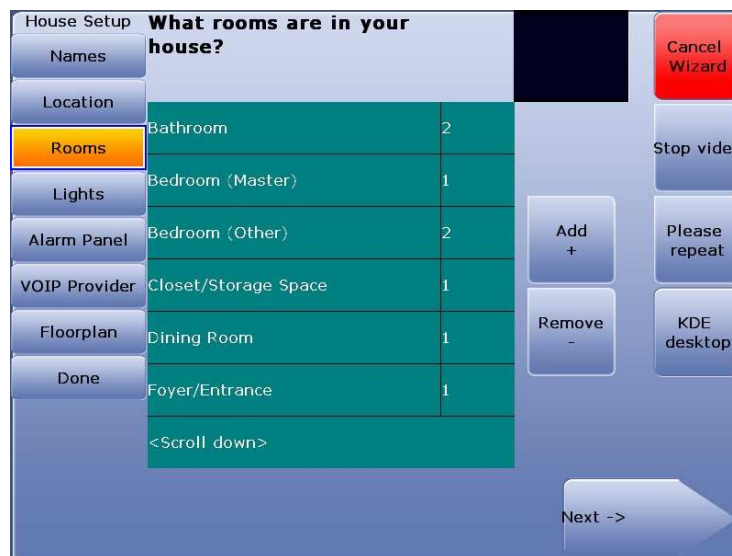 House Setup
Names
Location
Rooms
Lights
Alarm Panel
VOIP Provider
Floorplan
Done
What rooms are in your
house?
Bathroom 2
Bedroom (Master) 1
Bedroom (Other) 2
Closet/Storage Space 1
Dining Room 1
Foyer/Entrance 1
<Scroll down>
Add
+
Remove
-
Cancel
Wizard
Stop vide
Please
repeat
KDE
desktop
Next ->